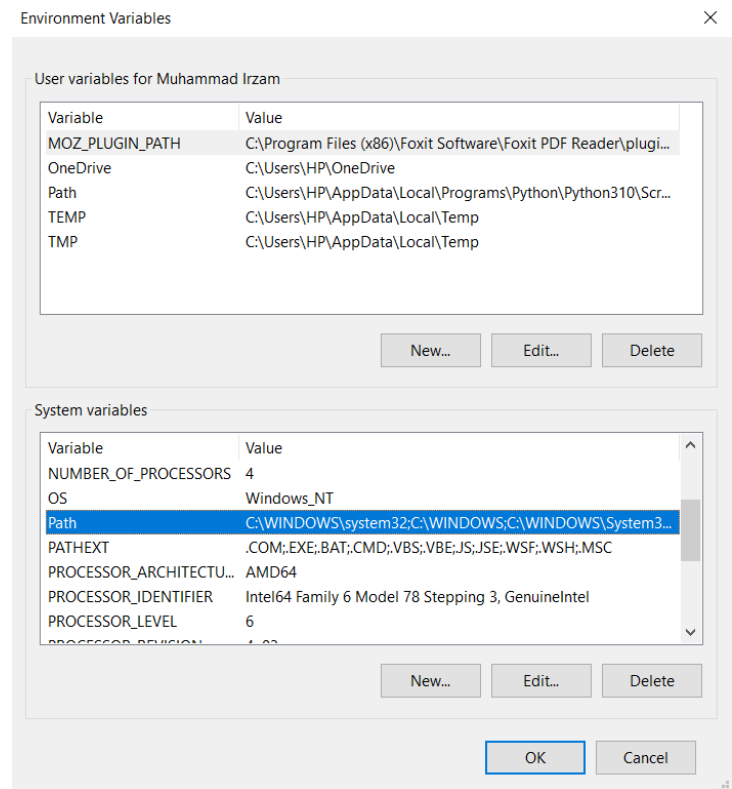 Environment Variables
User variables for Muhammad Irzam
Variable Value
MOZ_PLUGIN_PATH C:\Program Files (x86)\Foxit Software\Foxit PDF Reader\plugi...
OneDrive C:\Users\HP\OneDrive
Path C:\Users\HP\AppData\Local\Programs\Python\Python310\Scr...
TEMP C:\Users\HP\AppData\Local\Temp
TMP C:\Users\HP\AppData\Local\Temp
New... Edit... Delete
System variables
Variable Value
NUMBER_OF_PROCESSORS 4
OS Windows_NT
Path C:\WINDOWS\system32;C:\WINDOWS;C:\WINDOWS\System3...
PATHEXT .COM;.EXE;.BAT;.CMD;.VBS;.VBE;.JS;.JSE;.WSF;.WSH;.MSC
PROCESSOR_ARCHITECTU... AMD64
PROCESSOR_IDENTIFIER Intel64 Family 6 Model 78 Stepping 3, GenuineIntel
PROCESSOR_LEVEL 6
New... Edit... Delete
OK Cancel